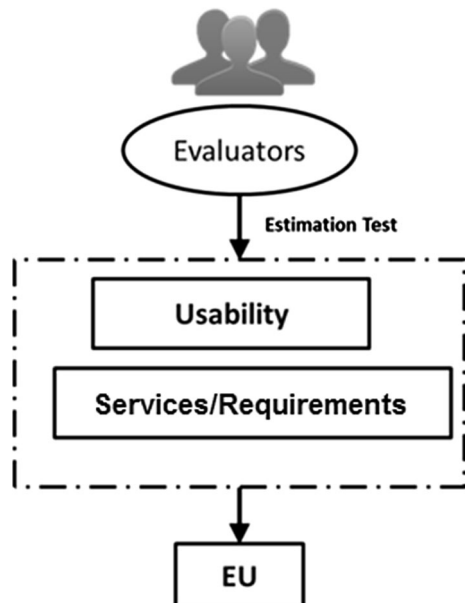 Evaluators
Estimation Test
Usability
Services/Requirements
EU